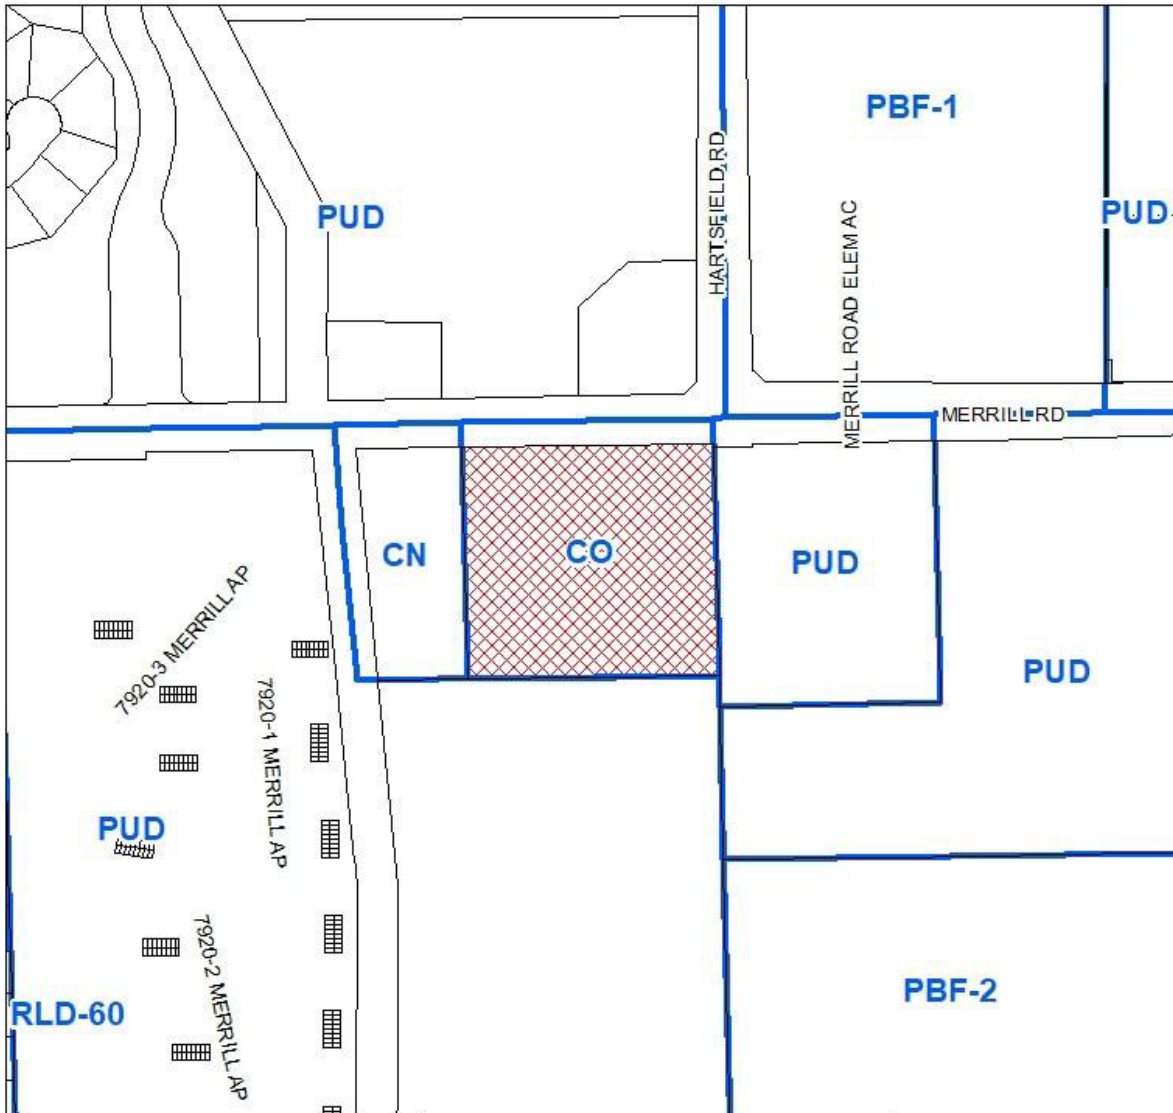 PBF-1
PUD
PUD
HARTSFIELD RD
MERRILL ROAD ELEM AC
MERRILL RD
CN
CO
PUD
PUD
7920-3 MERRILL AP
7920-1 MERRILL AP
PUD
7920-2 MERRILL AP
PBF-2
RLD-60